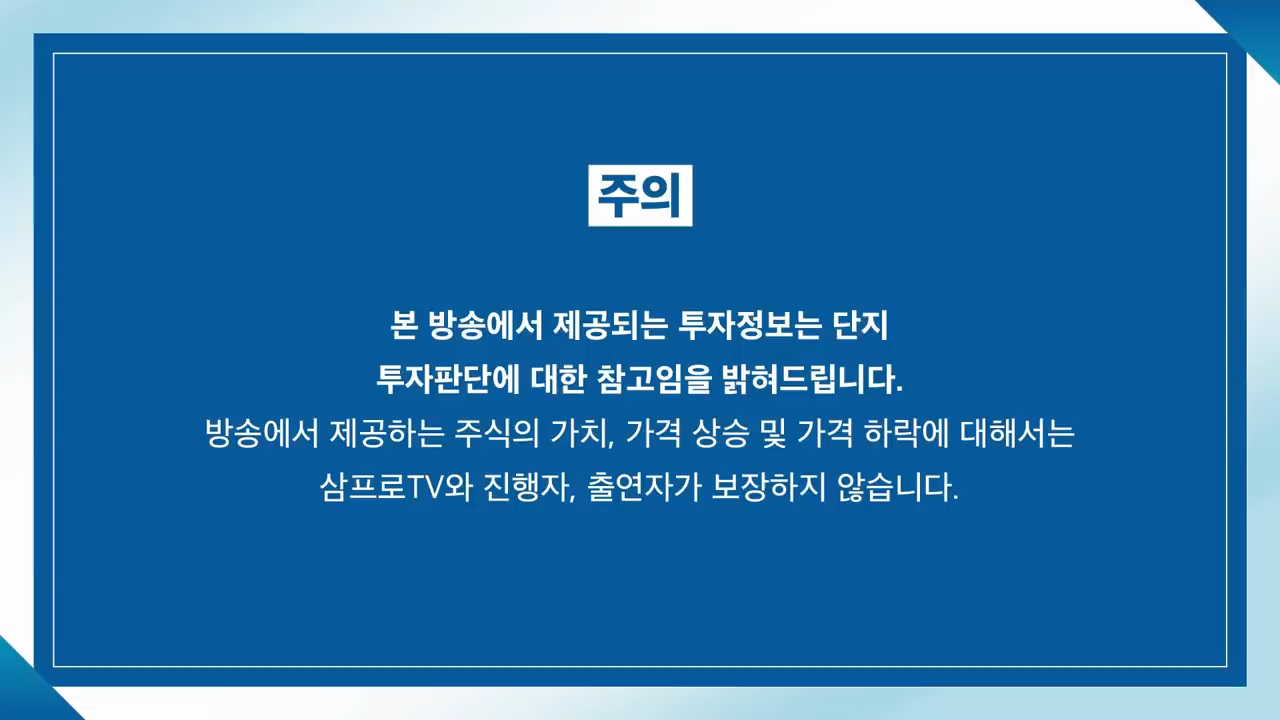 주의
본 방송에서 제공되는 투자정보는 단지
투자판단에 대한 참고임을 밝혀드립니다.
방송에서 제공하는 주식의 가치, 가격 상승 및 가격 하락에 대해서는
삼프로TV와 진행자, 출연자가 보장하지 않습니다.